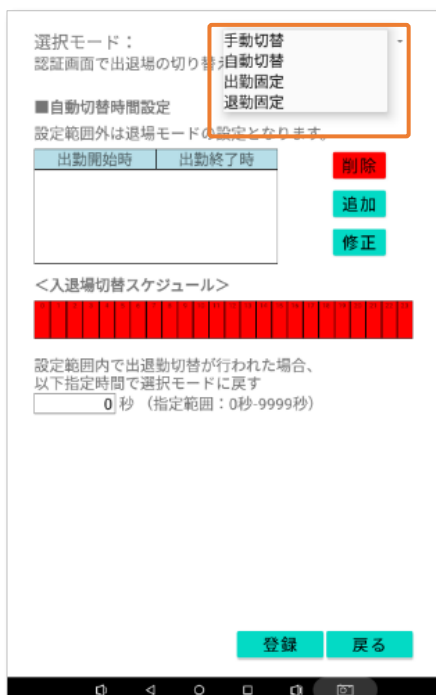 選択モード：
手動切替
自動切替
出勤固定
退勤固定
認証画面で出退場の切り替え
■自動切替時間設定
設定範囲外は退場モードの設定となります。
出勤開始時 出勤終了時
削除
追加
修正
＜入退場切替スケジュール＞
設定範囲内で出退勤切替が行われた場合、
以下指定時間で選択モードに戻す
0 秒 （指定範囲：0秒-9999秒）
登録 戻る